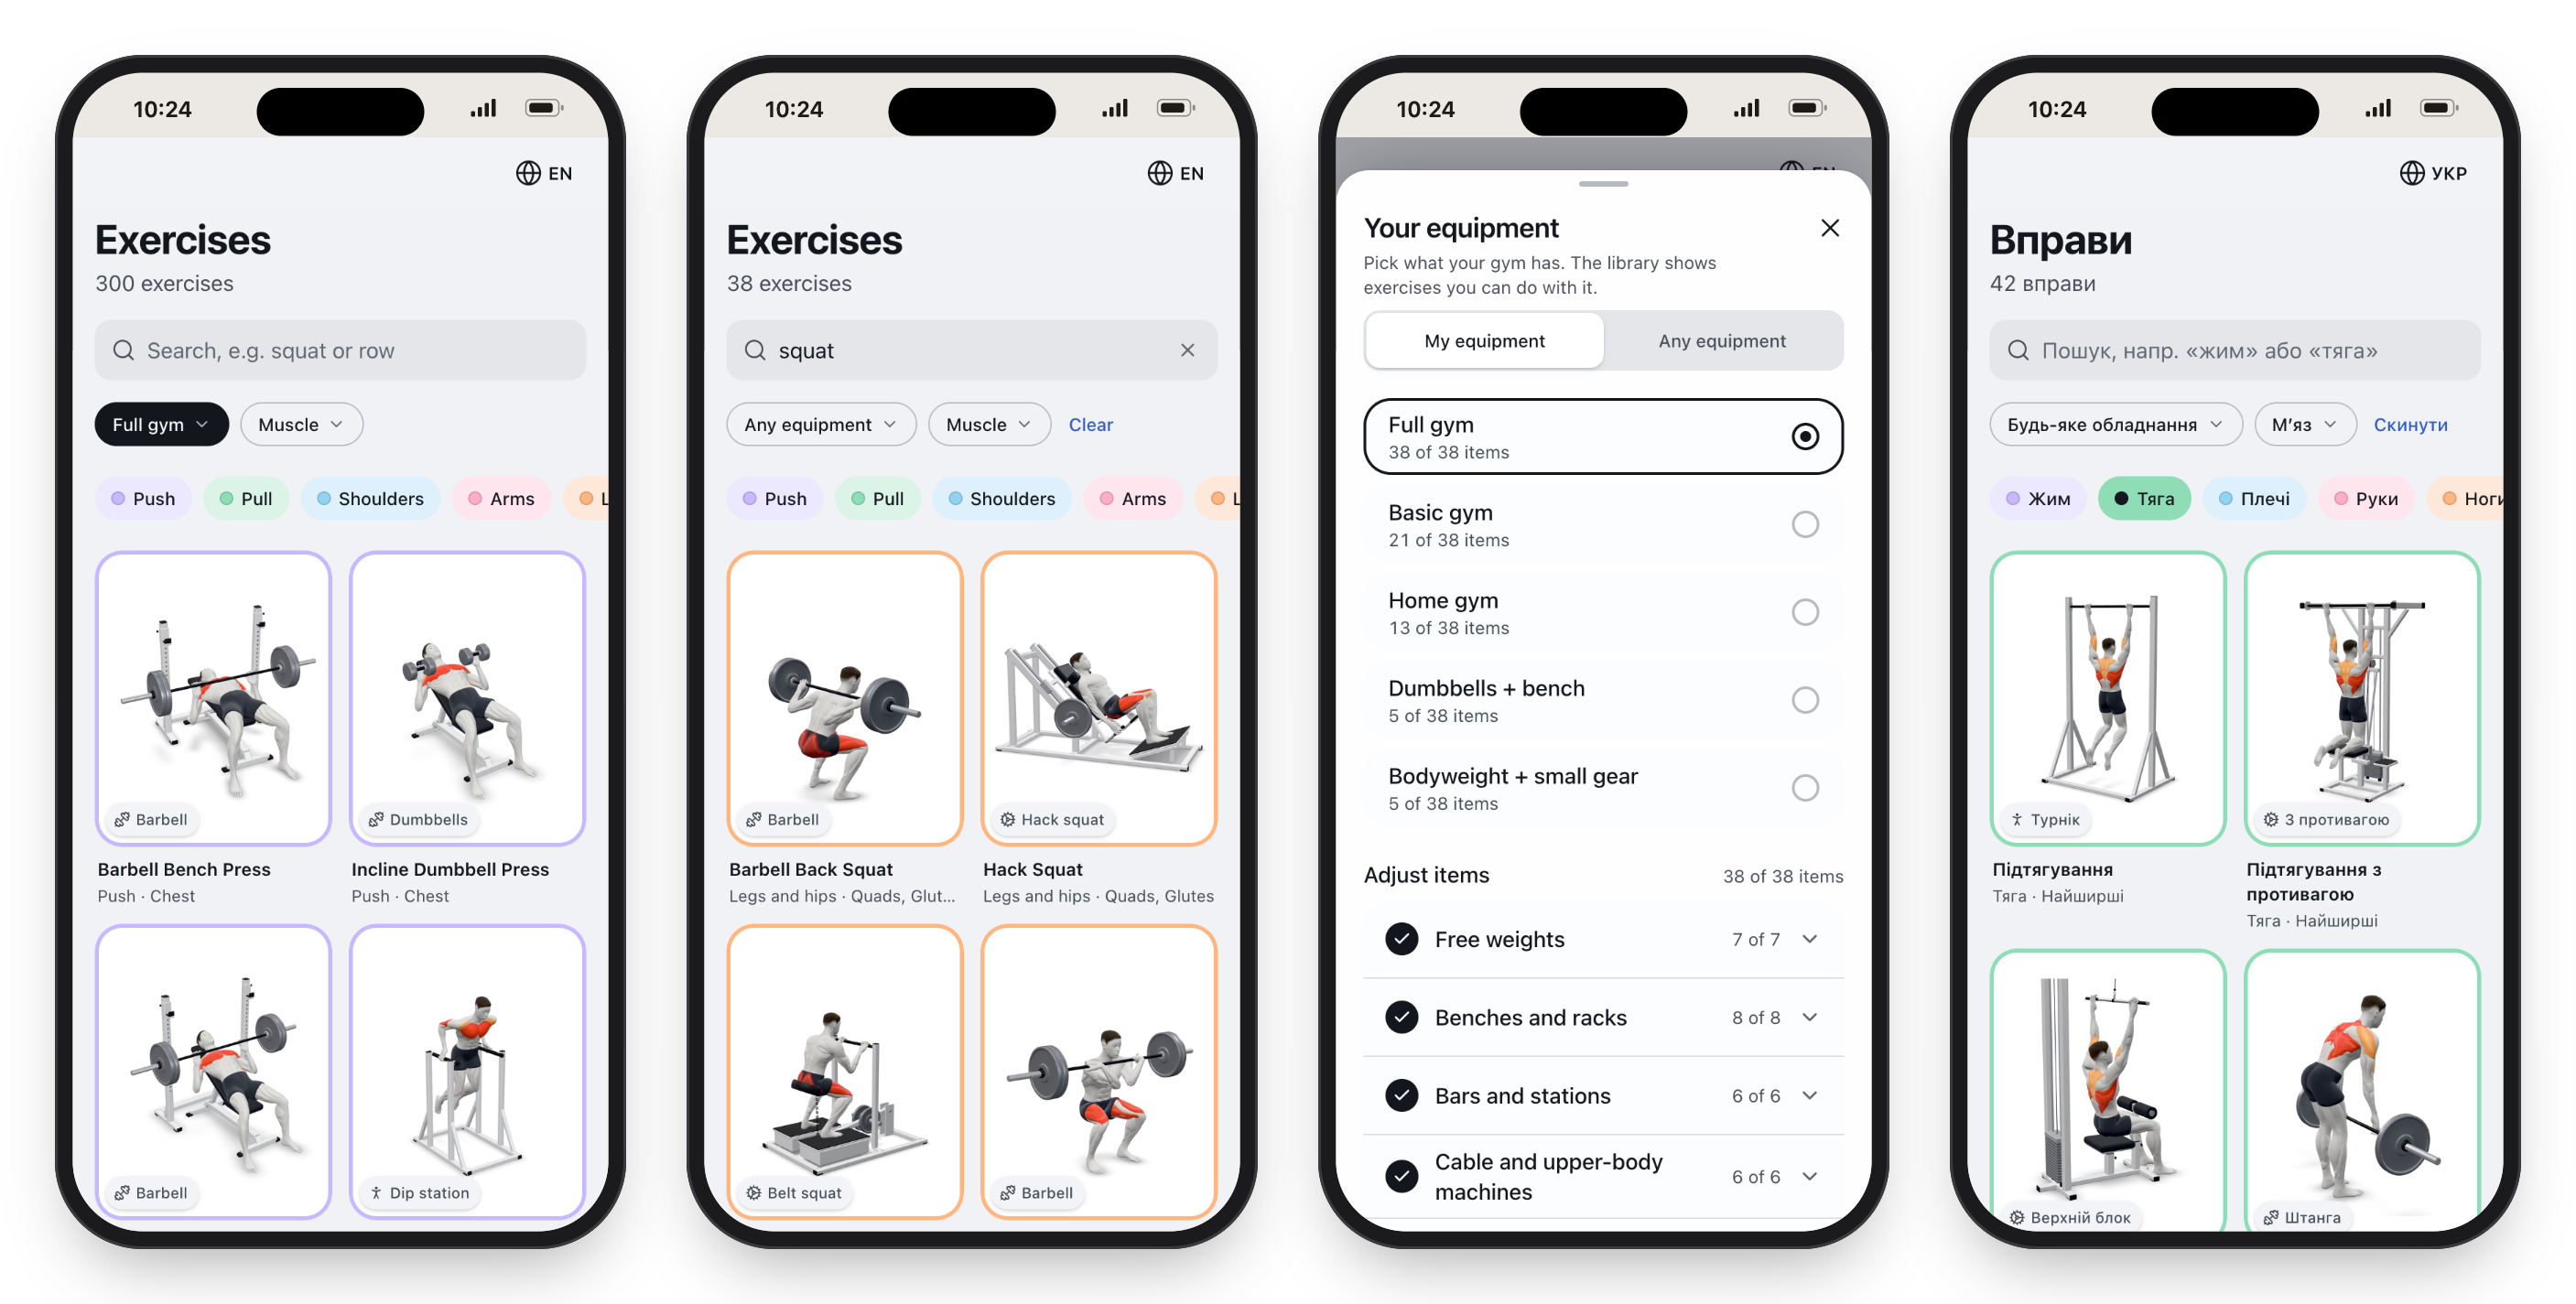 10:24
EN
Exercises
300 exercises
Search, e.g. squat or row
Full gym
Muscle
Push
Pull
Shoulders
Arms
L
Barbell
Dumbbells
Barbell Bench Press
Incline Dumbbell Press
Push · Chest
Push · Chest
Barbell
Dip station
10:24
EN
Exercises
38 exercises
squat
Any equipment
Muscle
Clear
Push
Pull
Shoulders
Arms
L
Barbell
Hack squat
Barbell Back Squat
Hack Squat
Legs and hips · Quads, Glut...
Legs and hips · Quads, Glutes
Belt squat
Barbell
10:24
Your equipment
Pick what your gym has. The library shows
exercises you can do with it.
My equipment
Any equipment
Full gym
38 of 38 items
Basic gym
21 of 38 items
Home gym
13 of 38 items
Dumbbells + bench
5 of 38 items
Bodyweight + small gear
5 of 38 items
Adjust items
38 of 38 items
Free weights
7 of 7
Benches and racks
8 of 8
Bars and stations
6 of 6
Cable and upper-body
machines
6 of 6
10:24
УКР
Вправи
42 вправи
Пошук, напр. «жим» або «тяга»
Будь-яке обладнання
М’яз
Скинути
Жим
Тяга
Плечі
Руки
Ноги
Турнік
З противагою
Підтягування
Тяга · Найширші
Підтягування з
противагою
Тяга · Найширші
Верхній блок
Штанга